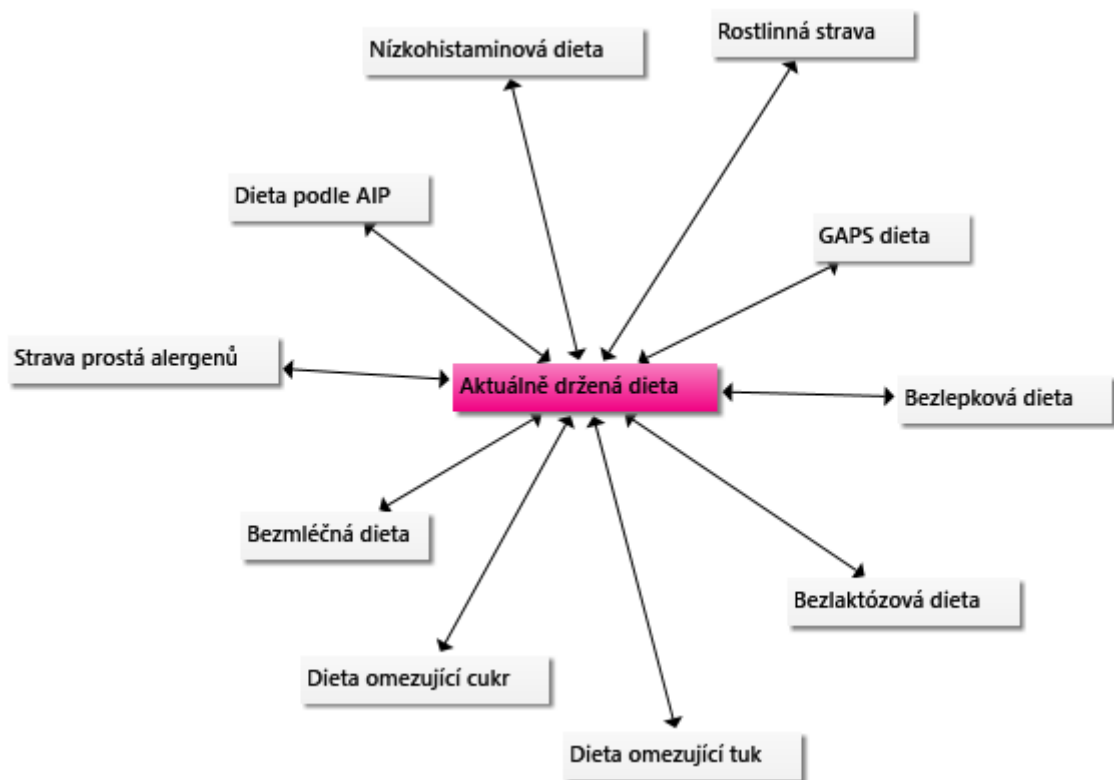 Rostlinná strava
Nízkohistaminová dieta
Dieta podle AIP
GAPS dieta
Strava prostá alergenů
Aktuálně držená dieta
Bezlepková dieta
Bezmléčná dieta
Bezlaktózová dieta
Dieta omezující cukr
Dieta omezující tuk